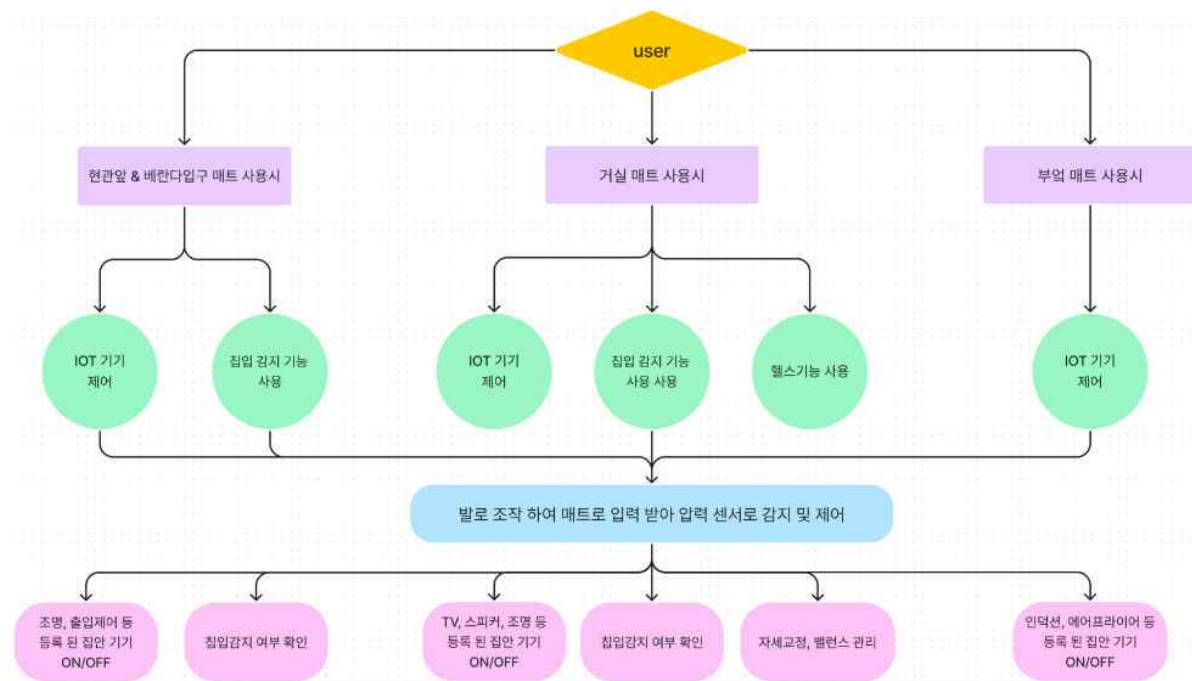 user
현관앞 & 베란다입구 매트 사용시
거실 매트 사용시
부엌 매트 사용시
IOT 기기
제어
침입 감지 기능
사용
IOT 기기
제어
침입 감지 기능
사용 사용
헬스기능 사용
IOT 기기
제어
발로 조작 하여 매트로 입력 받아 압력 센서로 감지 및 제어
조명, 출입제어 등
등록 된 집안 기기
ON/OFF
침입감지 여부 확인
TV, 스피커, 조명 등
등록 된 집안 기기
ON/OFF
침입감지 여부 확인
자세교정, 밸런스 관리
인덕션, 에어프라이어 등
등록 된 집안 기기
ON/OFF